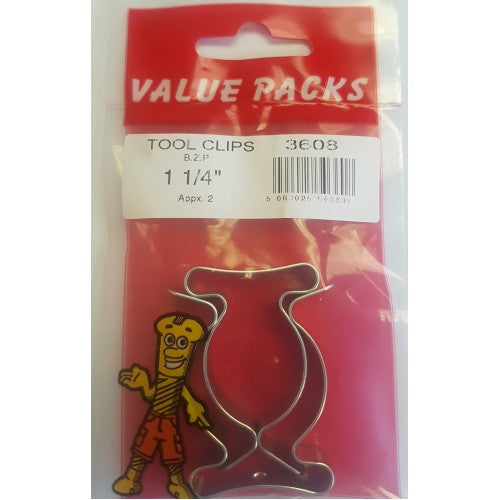 VALUE PACKS
TOOL CLIPS 3608
B.Z.P
1 1/4"
Appx. 2